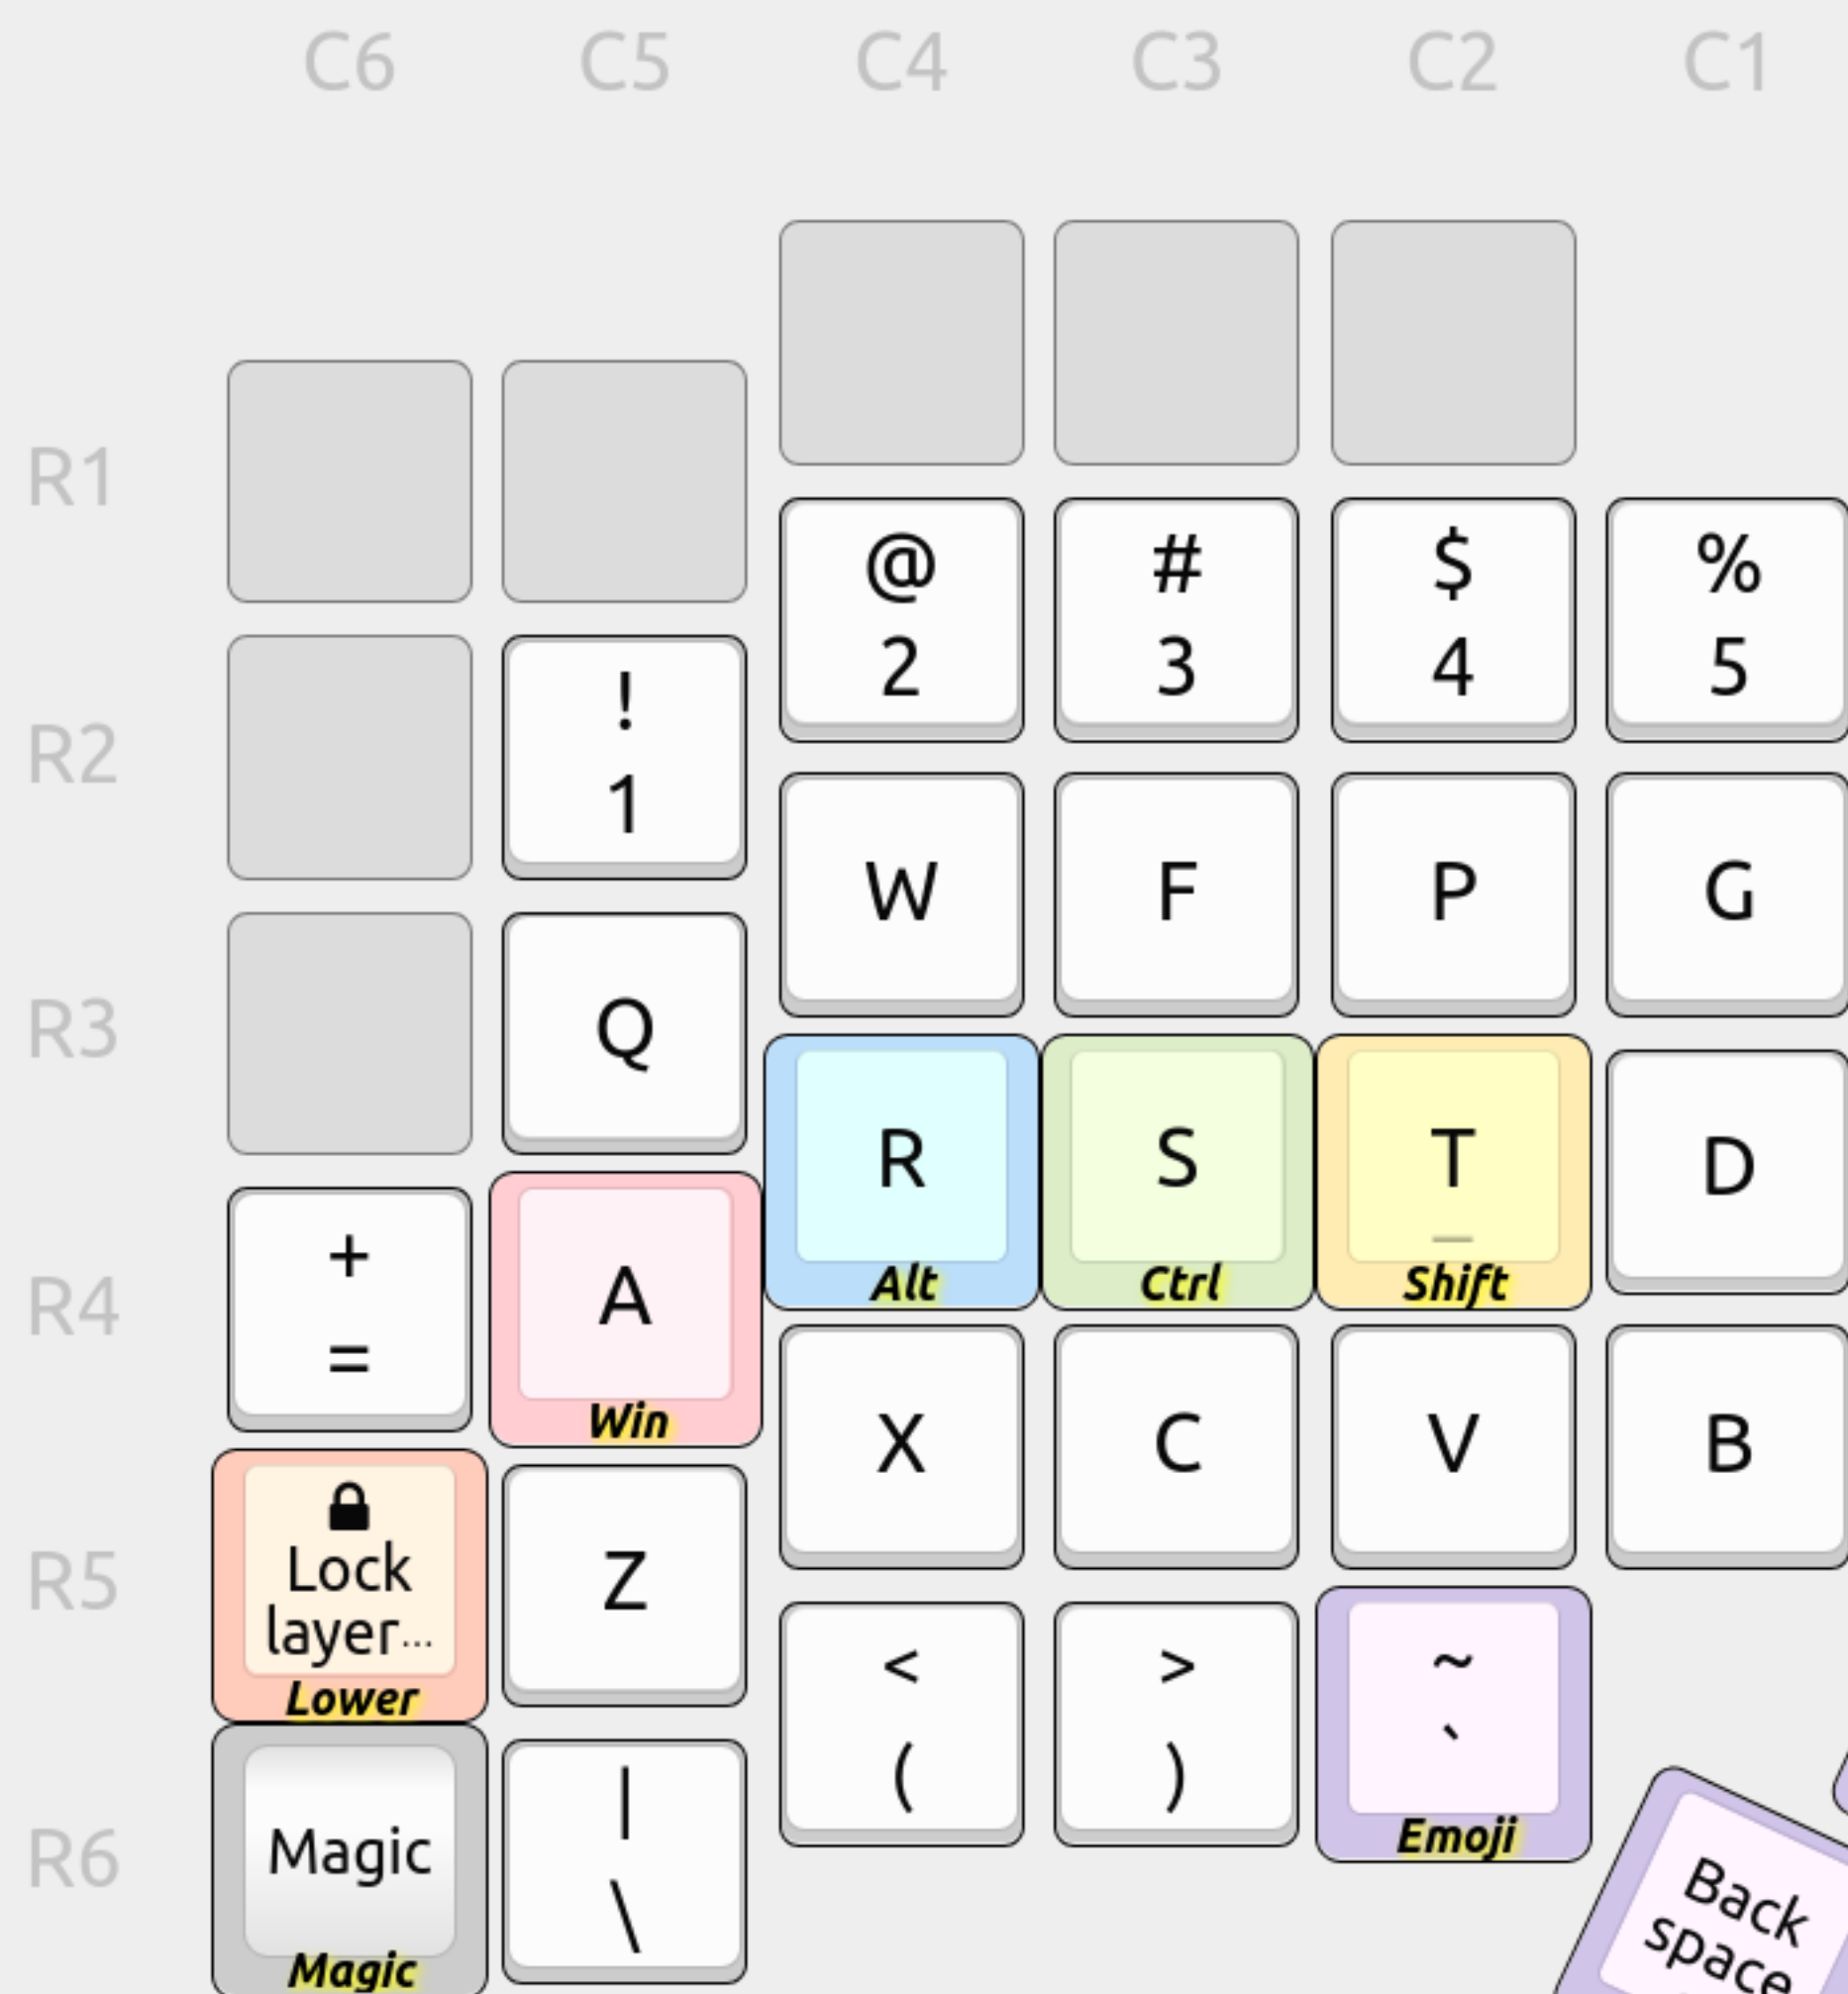 C6 C5 C4 C3 C2 C1
R1
@ # $ %
2 3 4 5
!
R2
1
W F P G
Q
R3
R S T D
_
Alt Ctrl Shift
+
A
R4
=
Win
X C V B
Lock
Z
R5
layer...
Lower
< > ~
( ) `
|
Emoji
Magic
R6
\
Magic
Back
space